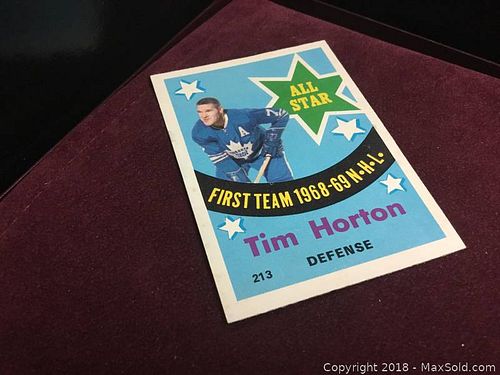 ALL
STAR
A
FIRST TEAM 1968-69 N•H•L•
Tim Horton
213 DEFENSE
Copyright 2018 - MaxSold.com